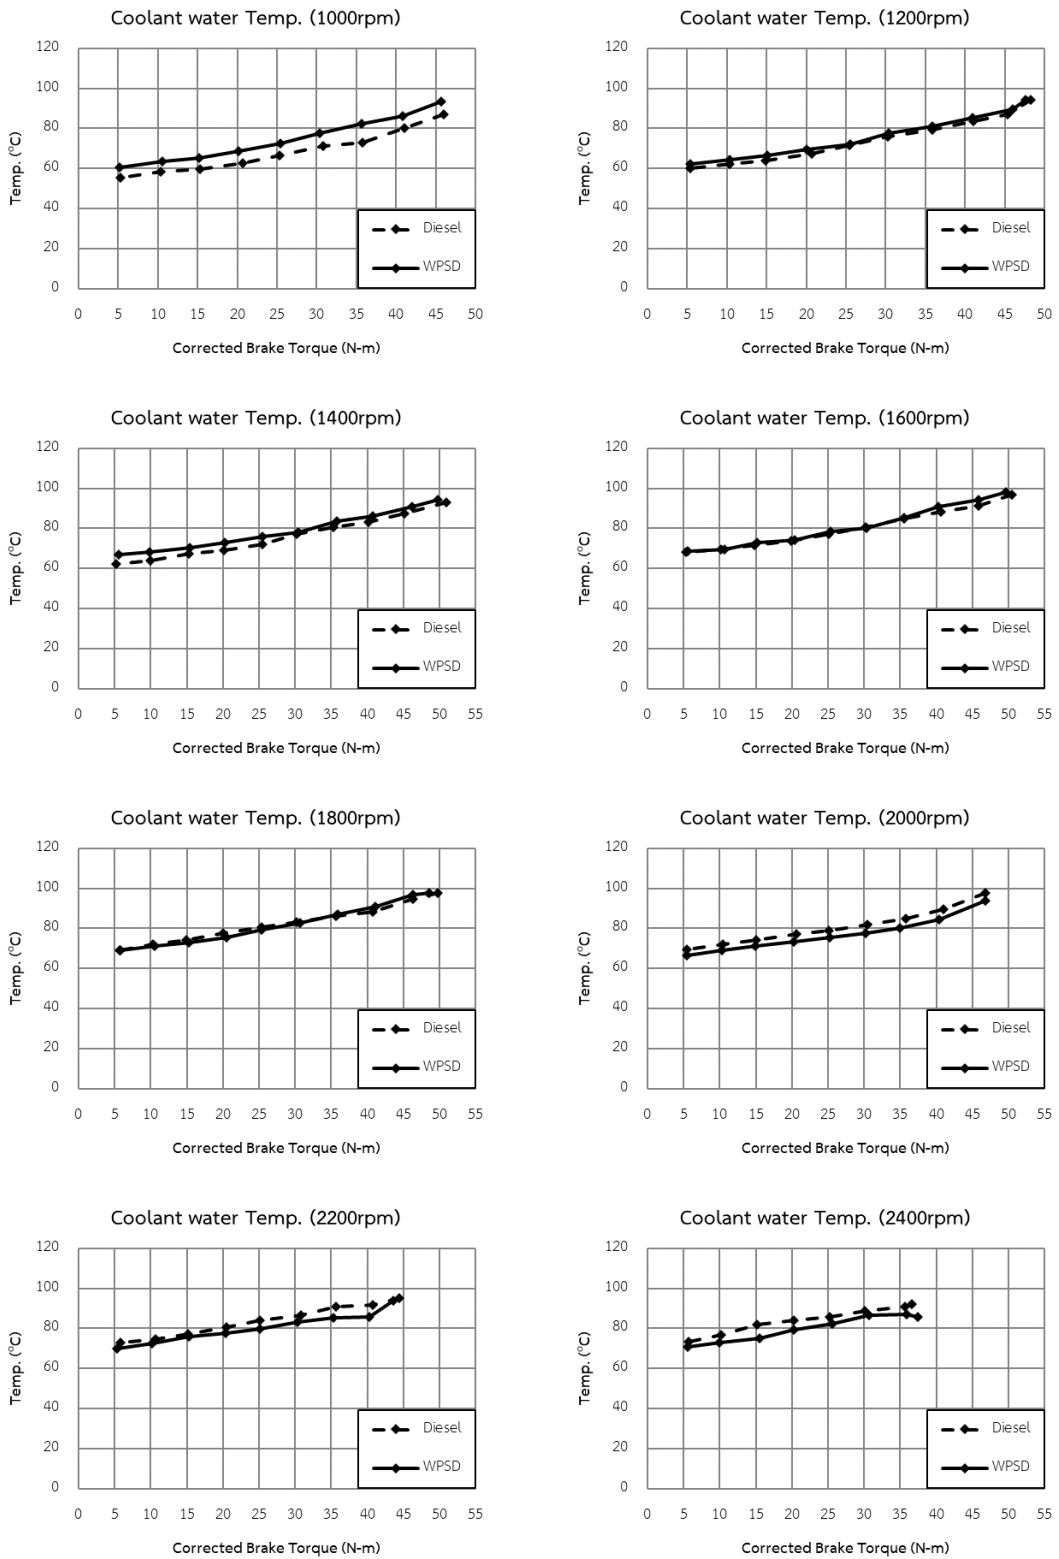 Coolant water Temp. (1000rpm)
120
100
80
60
40
20
0
Temp. (°C)
Diesel
WPSD
0 5 10 15 20 25 30 35 40 45 50
Corrected Brake Torque (N-m)
Coolant water Temp. (1200rpm)
120
100
80
60
40
20
0
Temp. (°C)
Diesel
WPSD
0 5 10 15 20 25 30 35 40 45 50
Corrected Brake Torque (N-m)
Coolant water Temp. (1400rpm)
120
100
80
60
40
20
0
Temp. (°C)
Diesel
WPSD
0 5 10 15 20 25 30 35 40 45 50 55
Corrected Brake Torque (N-m)
Coolant water Temp. (1600rpm)
120
100
80
60
40
20
0
Temp. (°C)
Diesel
WPSD
0 5 10 15 20 25 30 35 40 45 50 55
Corrected Brake Torque (N-m)
Coolant water Temp. (1800rpm)
120
100
80
60
40
20
0
Temp. (°C)
Diesel
WPSD
0 5 10 15 20 25 30 35 40 45 50 55
Corrected Brake Torque (N-m)
Coolant water Temp. (2000rpm)
120
100
80
60
40
20
0
Temp. (°C)
Diesel
WPSD
0 5 10 15 20 25 30 35 40 45 50 55
Corrected Brake Torque (N-m)
Coolant water Temp. (2200rpm)
120
100
80
60
40
20
0
Temp. (°C)
Diesel
WPSD
0 5 10 15 20 25 30 35 40 45 50 55
Corrected Brake Torque (N-m)
Coolant water Temp. (2400rpm)
120
100
80
60
40
20
0
Temp. (°C)
Diesel
WPSD
0 5 10 15 20 25 30 35 40 45 50 55
Corrected Brake Torque (N-m)